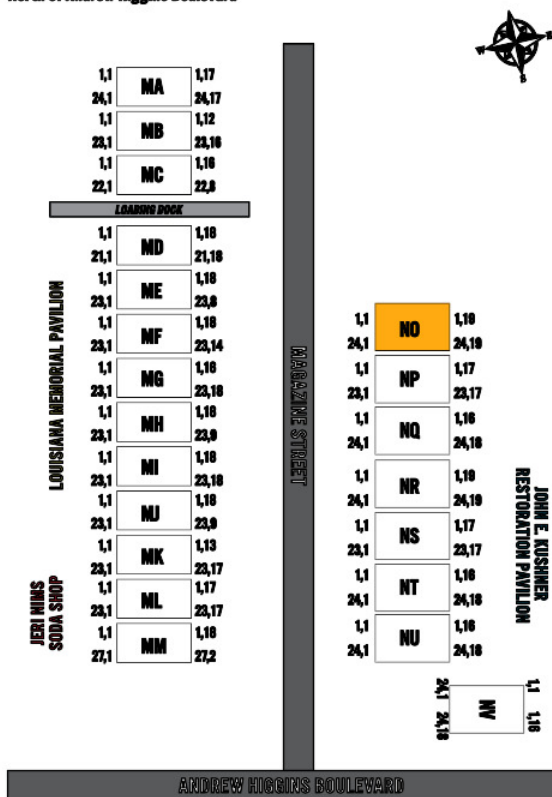 North of Andrew Higgins Boulevard
N
E
S
W
1,1 MA 1,17
24,1 24,17
1,1 MB 1,12
23,1 23,16
1,1 MC 1,16
22,1 22,8
LOADING DOCK
1,1 MD 1,18
21,1 21,18
1,1 ME 1,18
23,1 23,8
1,1 MF 1,18
23,1 23,14
1,1 MG 1,18
23,1 23,18
1,1 MH 1,18
23,1 23,9
1,1 MI 1,18
23,1 23,18
1,1 MJ 1,18
23,1 23,9
1,1 MK 1,13
23,1 23,17
1,1 ML 1,17
23,1 23,17
1,1 MM 1,18
27,1 27,2
LOUISIANA MEMORIAL PAVILION
JERI NIMS
SODA SHOP
MAGAZINE STREET
1,1 NO 1,19
24,1 24,19
1,1 NP 1,17
23,1 23,17
1,1 NQ 1,16
24,1 24,18
1,1 NR 1,19
24,1 24,19
1,1 NS 1,17
23,1 23,17
1,1 NT 1,16
24,1 24,18
1,1 NU 1,16
24,1 24,18
JOHN E. KUSHNER
RESTORATION PAVILION
1,1 NV 1,16
24,1 24,18
ANDREW HIGGINS BOULEVARD